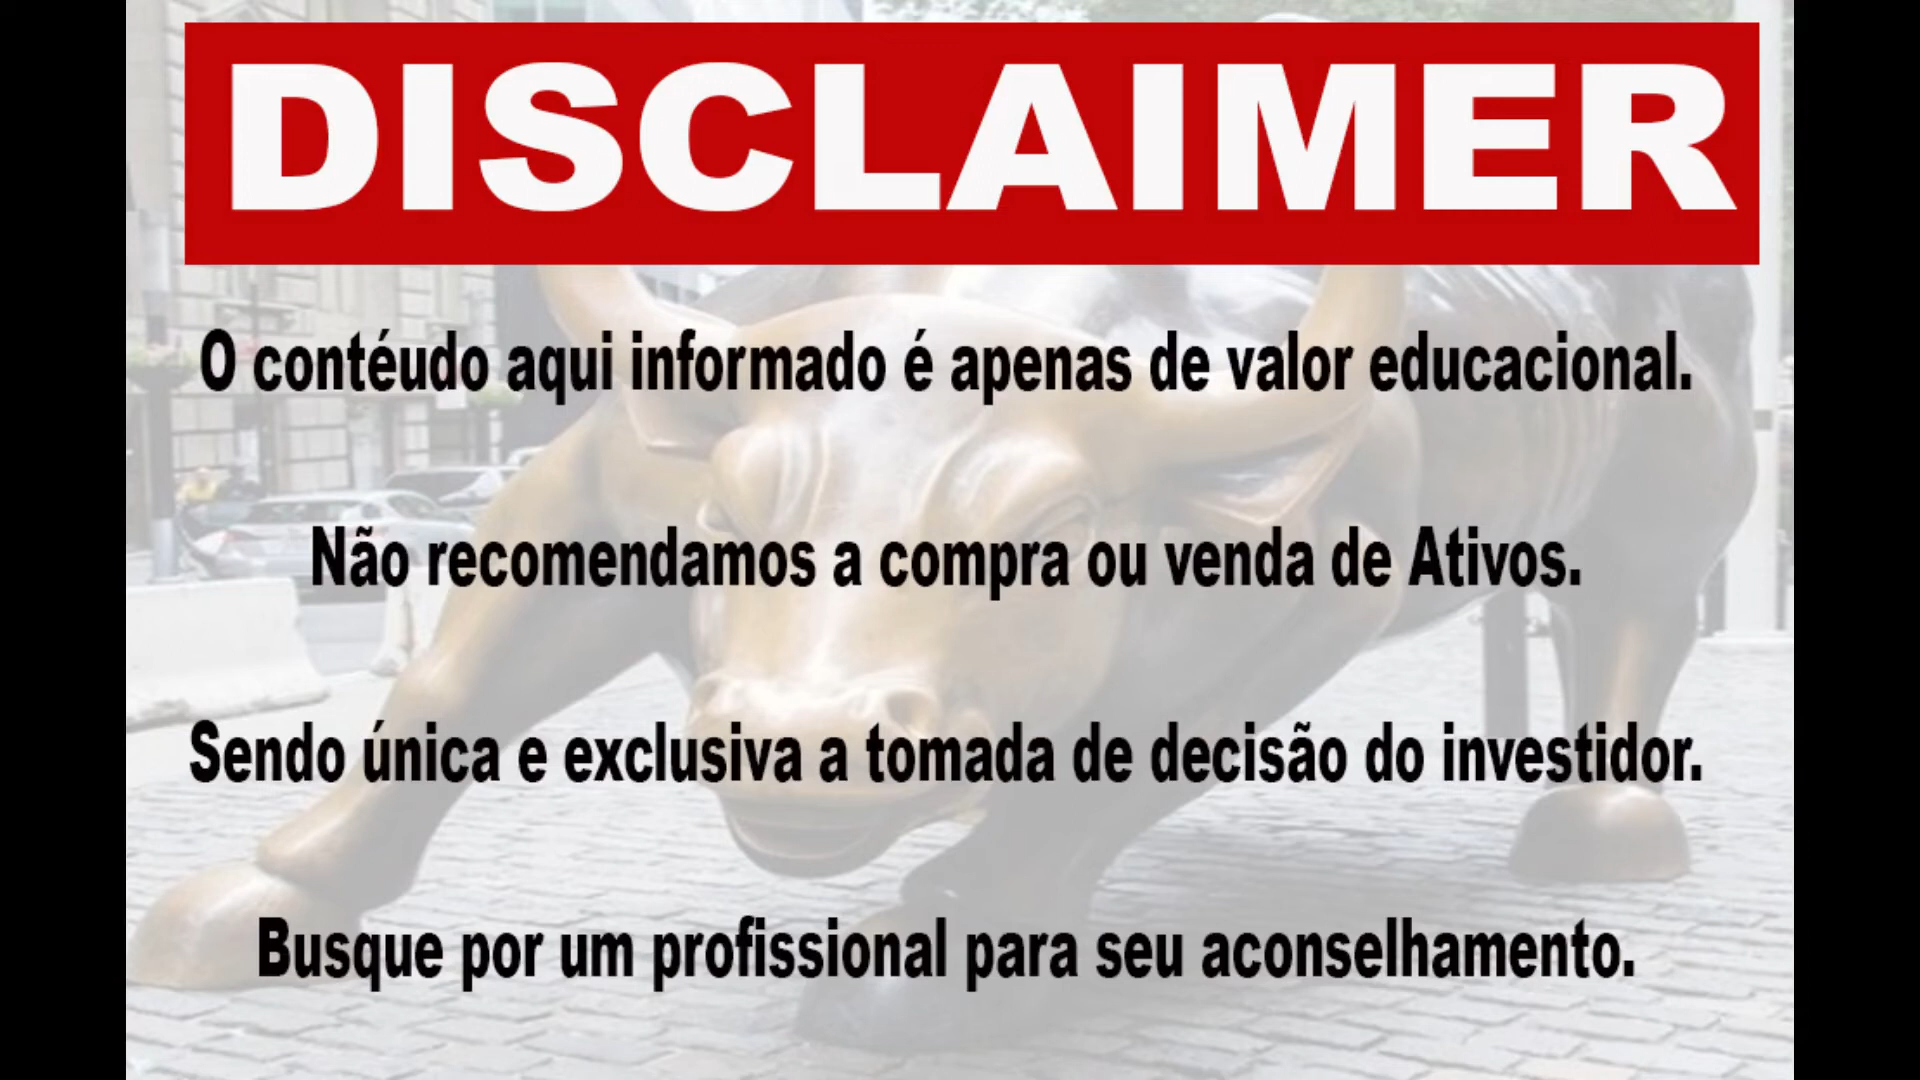 DISCLAIMER
O contéudo aqui informado é apenas de valor educacional.
Não recomendamos a compra ou venda de Ativos.
Sendo única e exclusiva a tomada de decisão do investidor.
Busque por um profissional para seu aconselhamento.